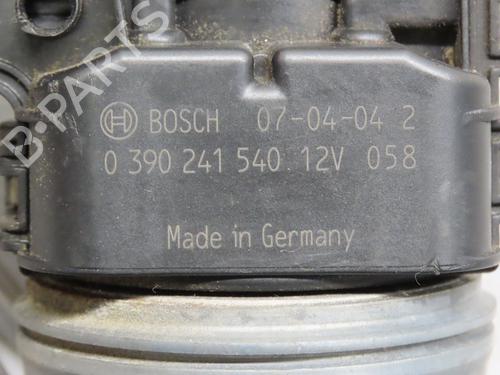 BOSCH 07-04-04 2
0 390 241 540 12V 058
Made in Germany
B-PARTS